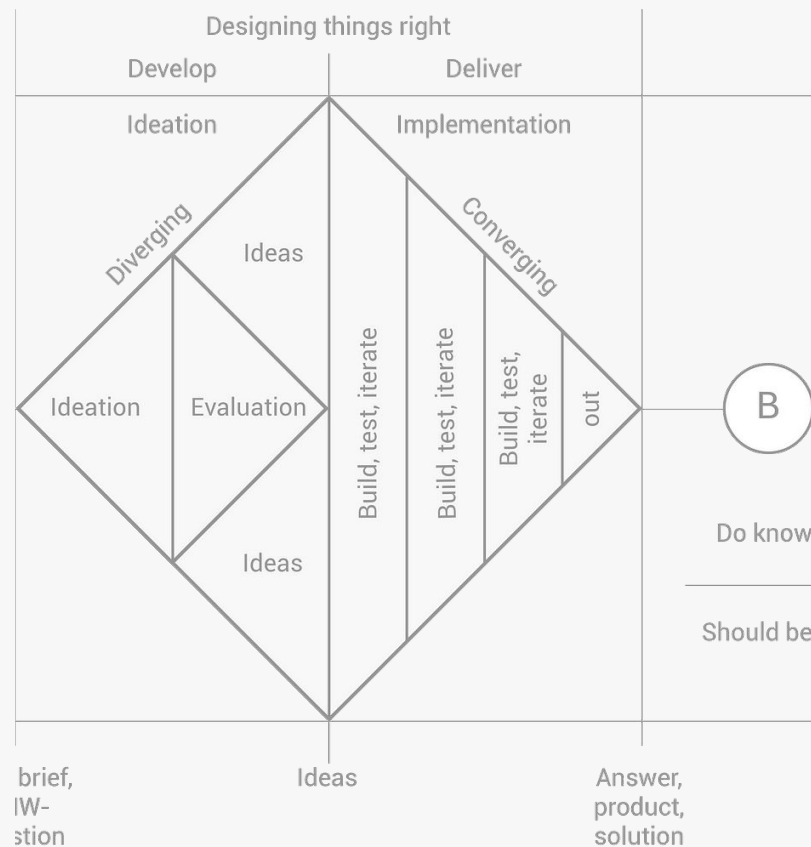 Designing things right
Develop
Deliver
Ideation
Implementation
Diverging
Converging
Ideas
Ideation
Evaluation
Ideas
Build, test, iterate
Build, test, iterate
Build, test,
iterate
out
B
Do know
Should be
brief,
IW-
stion
Ideas
Answer,
product,
solution